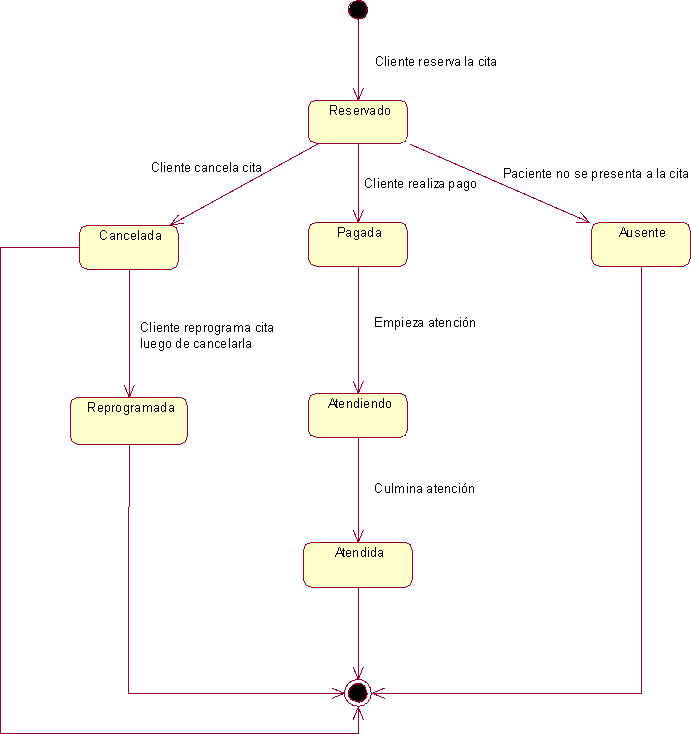 Cliente reserva la cita
Reservado
Cliente cancela cita
Cliente realiza pago
Paciente no se presenta a la cita
Cancelada
Pagada
Ausente
Cliente reprograma cita
luego de cancelarla
Empieza atención
Reprogramada
Atendiendo
Culmina atención
Atendida